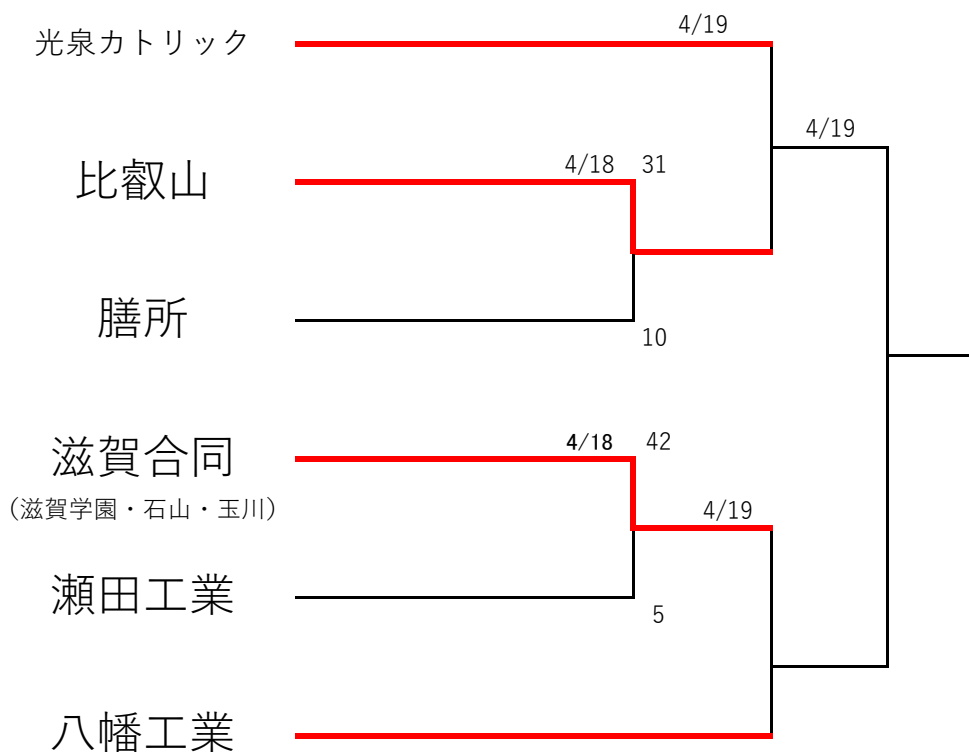 4/19
光泉カトリック
4/19
比叡山
4/18
31
膳所
10
滋賀合同
4/18
42
(滋賀学園・石山・玉川)
4/19
瀬田工業
5
八幡工業